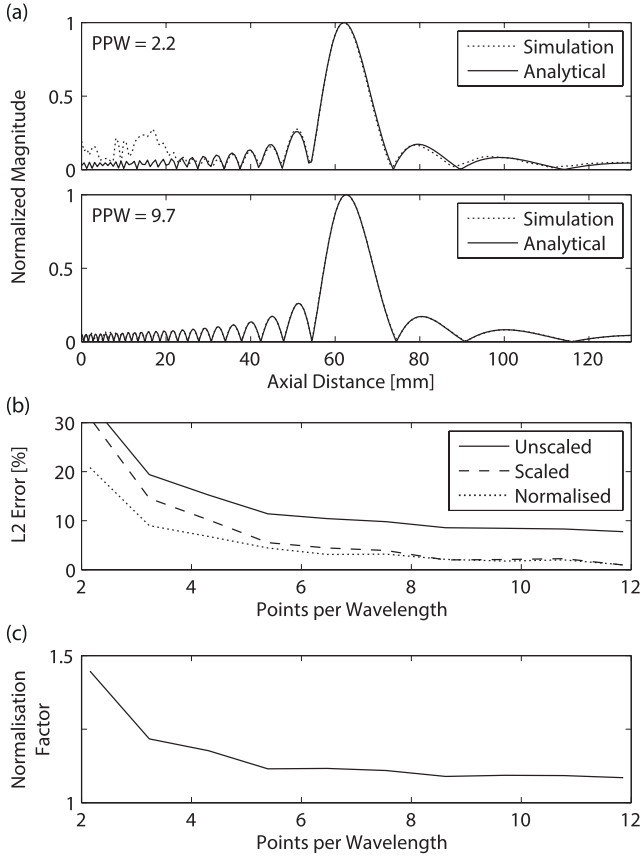 (a)
1
0.5
0
PPW = 2.2
Simulation
Analytical
Normalized Magnitude
1
0.5
0
PPW = 9.7
Simulation
Analytical
0 20 40 60 80 100 120
Axial Distance [mm]
(b)
30
20
10
0
L2 Error [%]
Unscaled
Scaled
Normalised
2 4 6 8 10 12
Points per Wavelength
(c)
1.5
1
Normalisation
Factor
2 4 6 8 10 12
Points per Wavelength